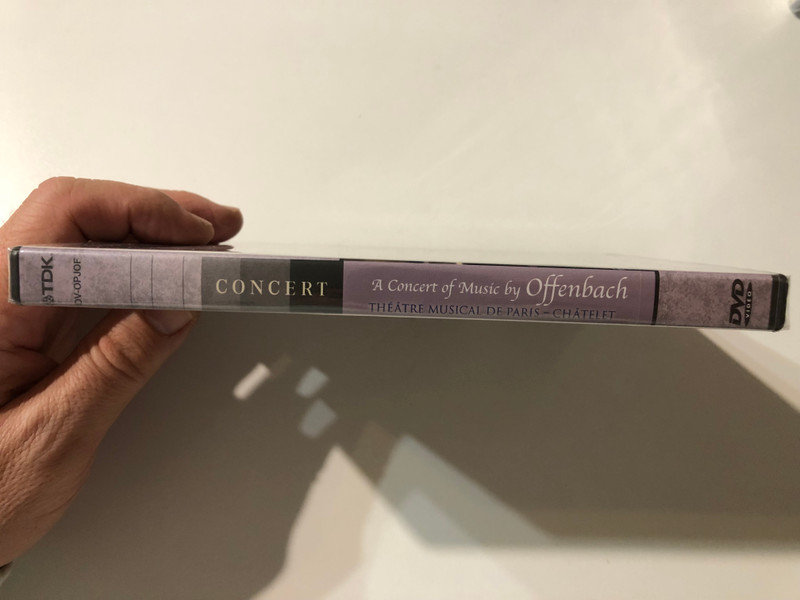 TDK
DV-OPJOF
CONCERT
A Concert of Music by Offenbach
THÉÂTRE MUSICAL DE PARIS – CHÂTELET
DVD
VIDEO